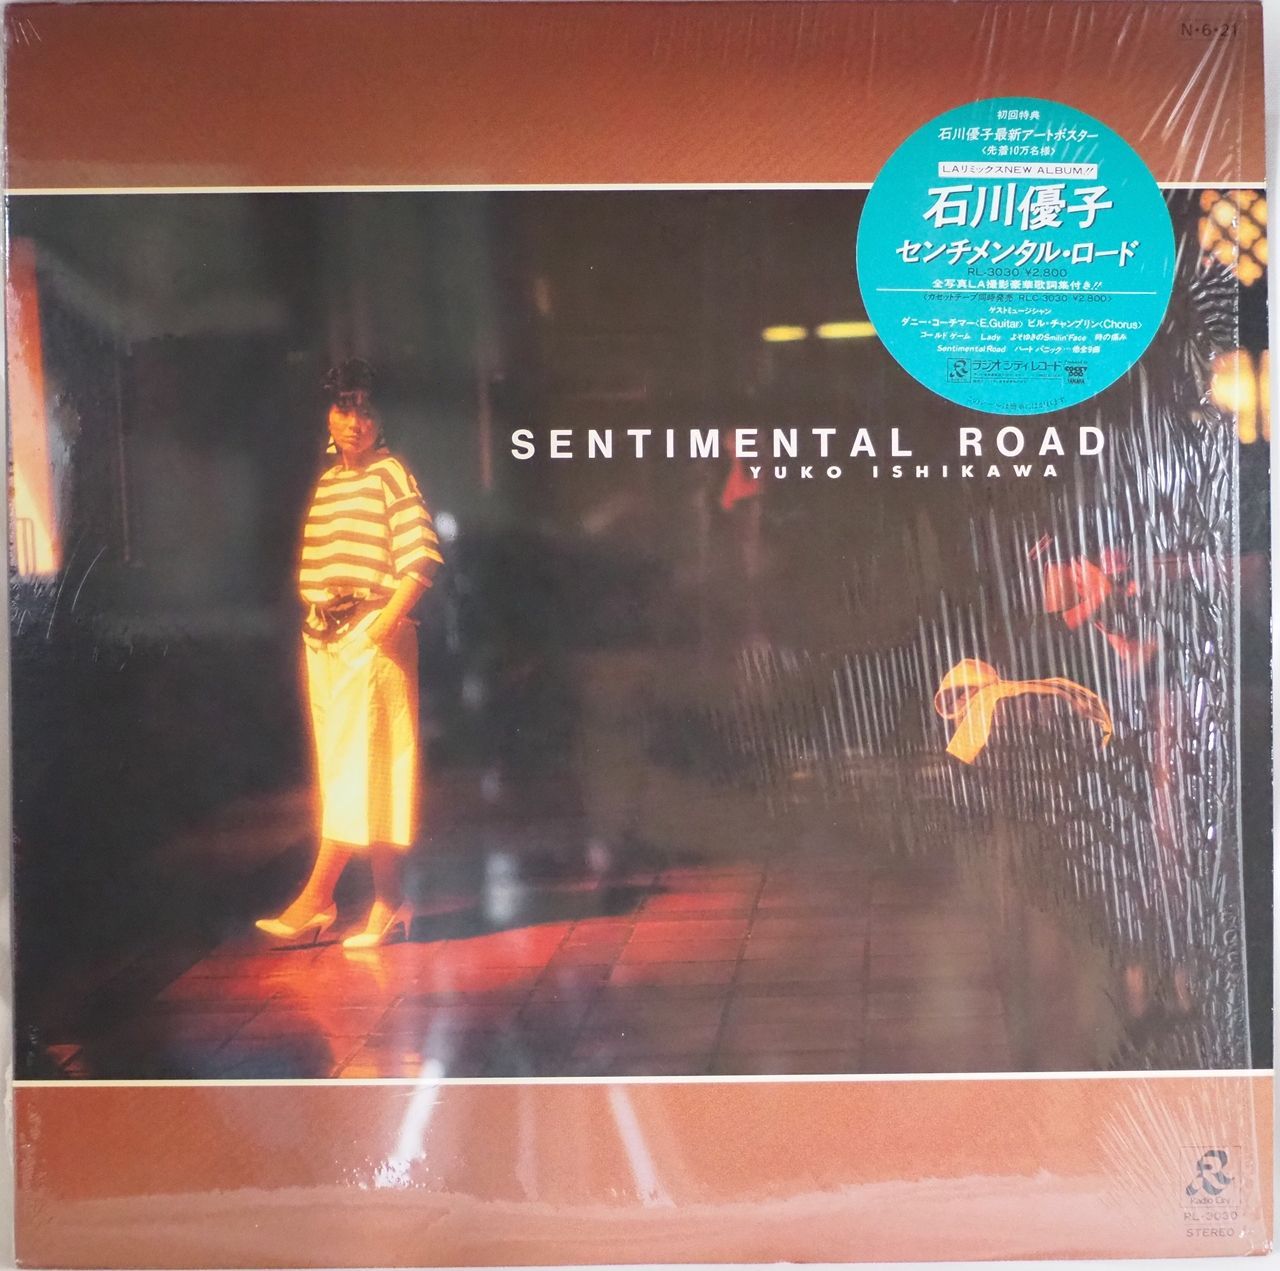 N・6・21
初回特典
石川優子最新アートポスター
〈先着10万名様〉
LAリミックスNEW ALBUM!!
石川優子
センチメンタル・ロード
RL-3030 ¥2,800
全写真LA撮影豪華歌詞集付き!!
〈カセットテープ同時発売 RLC-3030 ¥2,800〉
ゲストミュージシャン
ダニー・コーチマー〈E.Guitar〉 ビル・チャンプリン〈Chorus〉
コールドゲーム Lady よそゆきのSmilin' Face 時の痛み
Sentimental Road ハートパニック 他全9曲
ラジオシティレコード
SENTIMENTAL ROAD
YUKO ISHIKAWA
Radio City
RL-3030
STEREO